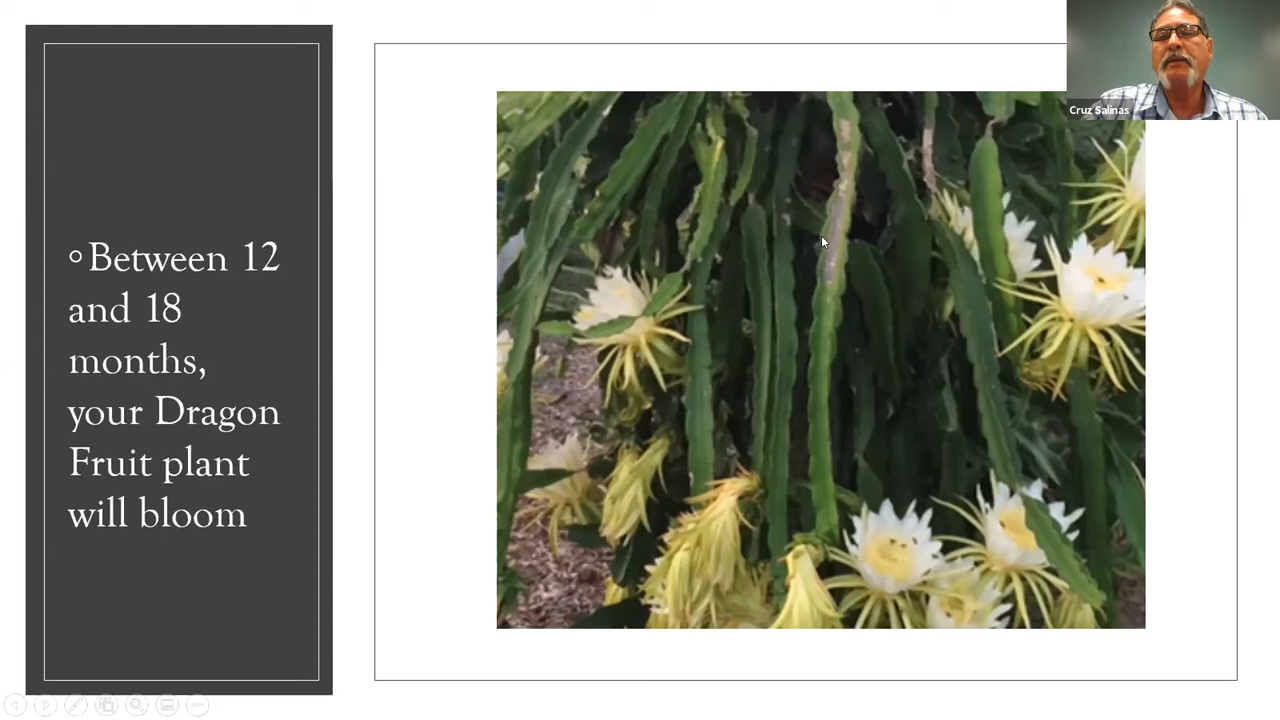 Between 12
and 18
months,
your Dragon
Fruit plant
will bloom
Cruz Salinas